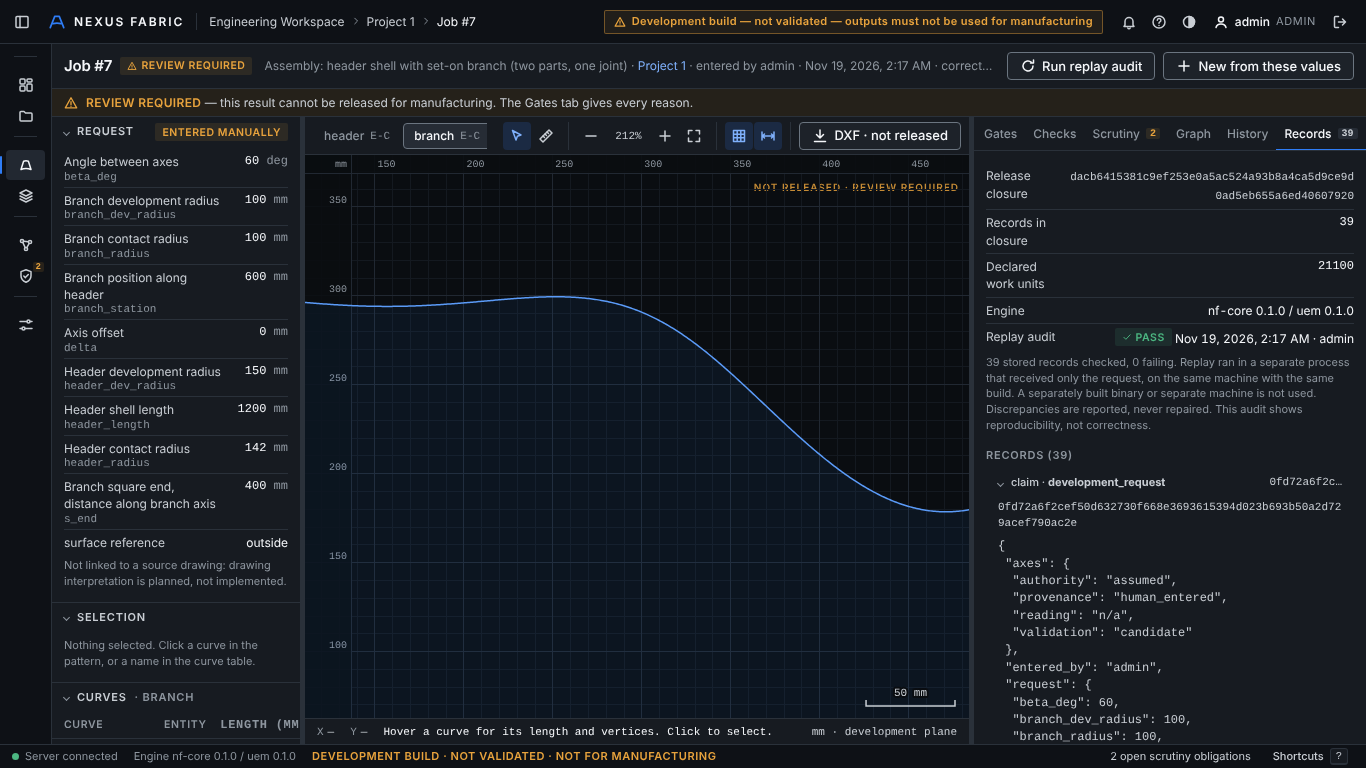 NEXUS FABRIC
Engineering Workspace > Project 1 > Job #7
Development build — not validated — outputs must not be used for manufacturing
admin ADMIN
Job #7
REVIEW REQUIRED
Assembly: header shell with set-on branch (two parts, one joint) · Project 1 · entered by admin · Nov 19, 2026, 2:17 AM · correct...
Run replay audit
New from these values
REVIEW REQUIRED — this result cannot be released for manufacturing. The Gates tab gives every reason.
REQUEST
ENTERED MANUALLY
Angle between axes 60 deg
beta_deg
Branch development radius 100 mm
branch_dev_radius
Branch contact radius 100 mm
branch_radius
Branch position along 600 mm
header
branch_station
Axis offset 0 mm
delta
Header development radius 150 mm
header_dev_radius
Header shell length 1200 mm
header_length
Header contact radius 142 mm
header_radius
Branch square end, 400 mm
distance along branch axis
s_end
surface reference outside
Not linked to a source drawing: drawing
interpretation is planned, not implemented.
SELECTION
Nothing selected. Click a curve in the
pattern, or a name in the curve table.
CURVES · BRANCH
CURVE ENTITY LENGTH (MM
header E-C
branch E-C
212%
DXF · not released
mm 150 200 250 300 350 400 450
NOT RELEASED · REVIEW REQUIRED
350
300
250
200
150
100
50 mm
X — Y — Hover a curve for its length and vertices. Click to select. mm · development plane
Gates Checks Scrutiny 2 Graph History Records 39
Release dacb6415381c9ef253e0a5ac524a93b8a4ca5d9ce9d
closure 0ad5eb655a6ed40607920
Records in 39
closure
Declared 21100
work units
Engine nf-core 0.1.0 / uem 0.1.0
Replay audit PASS Nov 19, 2026, 2:17 AM · admin
39 stored records checked, 0 failing. Replay ran in a separate process
that received only the request, on the same machine with the same
build. A separately built binary or separate machine is not used.
Discrepancies are reported, never repaired. This audit shows
reproducibility, not correctness.
RECORDS (39)
claim · development_request 0fd72a6f2c…
0fd72a6f2cef50d632730f668e3693615394d023b693b50a2d72
9acef790ac2e
{
"axes": {
"authority": "assumed",
"provenance": "human_entered",
"reading": "n/a",
"validation": "candidate"
},
"entered_by": "admin",
"request": {
"beta_deg": 60,
"branch_dev_radius": 100,
"branch_radius": 100,
2
Server connected
Engine nf-core 0.1.0 / uem 0.1.0
DEVELOPMENT BUILD · NOT VALIDATED · NOT FOR MANUFACTURING
2 open scrutiny obligations
Shortcuts ?